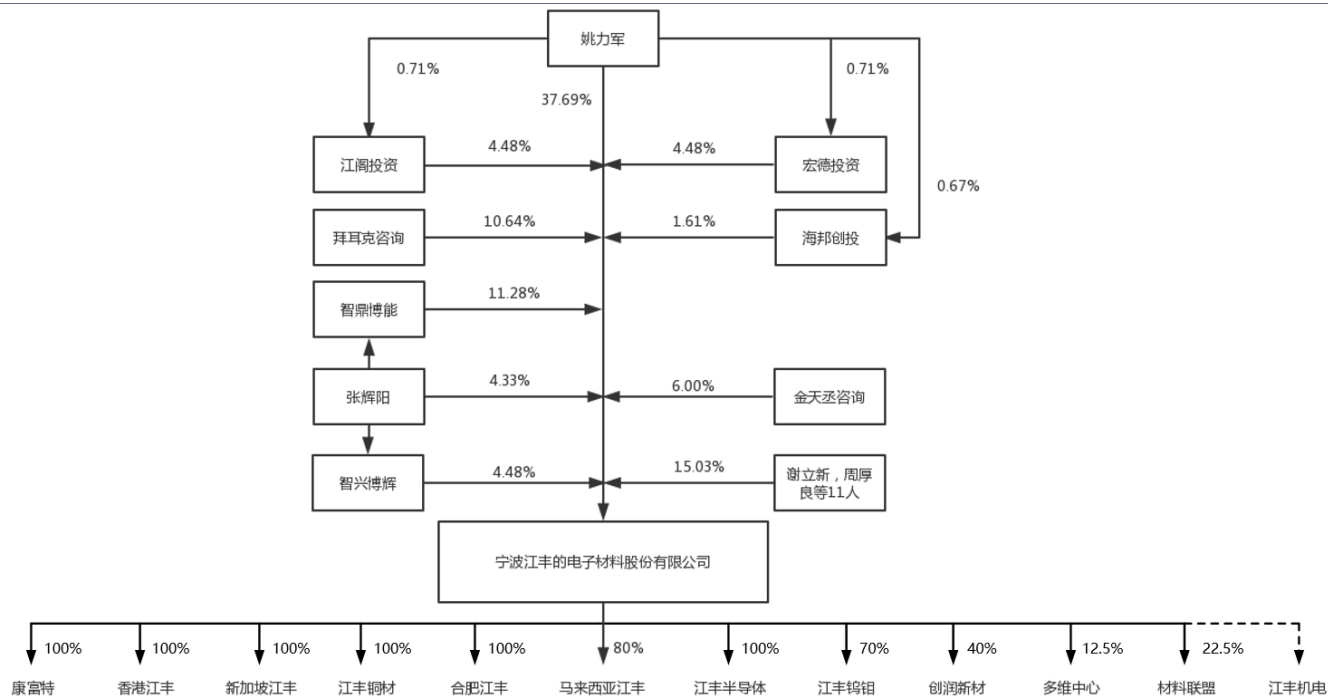 姚力军
0.71%
0.71%
37.69%
江阁投资
4.48%
4.48%
宏德投资
0.67%
拜耳克咨询
10.64%
1.61%
海邦创投
智鼎博能
11.28%
张辉阳
4.33%
6.00%
金天丞咨询
智兴博辉
4.48%
15.03%
谢立新，周厚
良等11人
宁波江丰的电子材料股份有限公司
100%
100%
100%
100%
100%
80%
100%
70%
40%
12.5%
22.5%
康富特
香港江丰
新加坡江丰
江丰铜材
合肥江丰
马来西亚江丰
江丰半导体
江丰钨钼
创润新材
多维中心
材料联盟
江丰机电